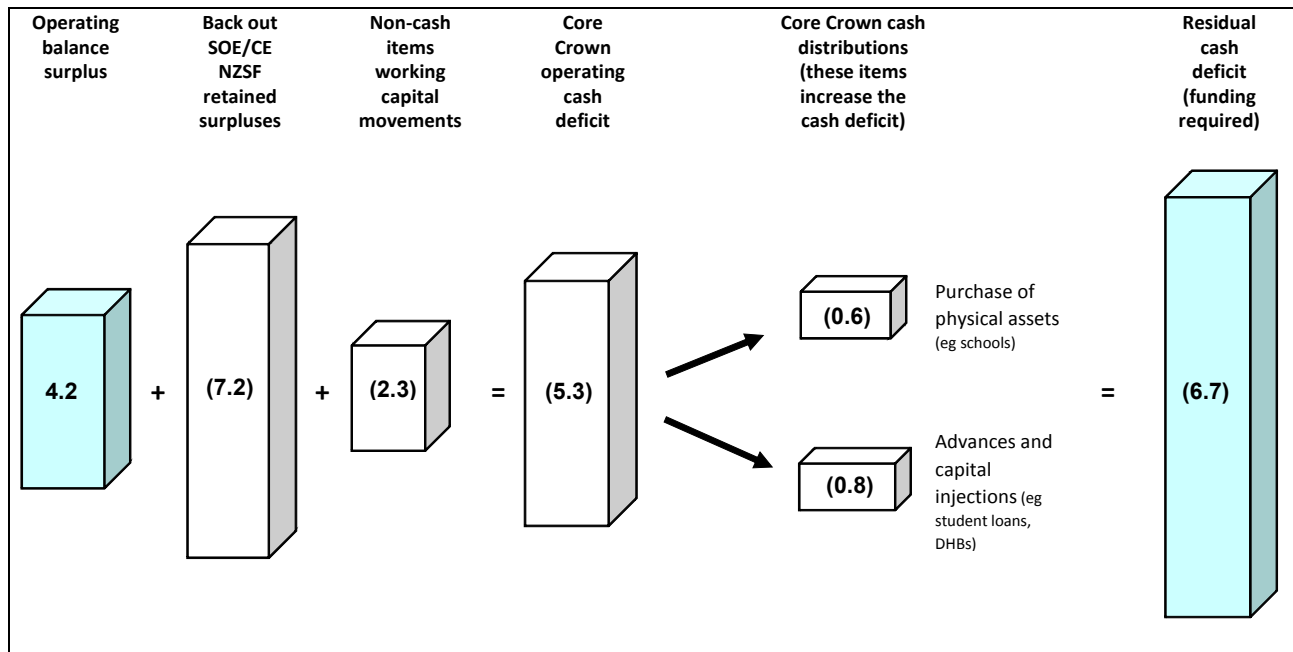 Operating
balance
surplus
Back out
SOE/CE
NZSF
retained
surpluses
Non-cash
items
working
capital
movements
Core
Crown
operating
cash
deficit
Core Crown cash
distributions
(these items
increase the
cash deficit)
Residual
cash
deficit
(funding
required)
4.2
+
(7.2)
+
(2.3)
=
(5.3)
(0.6)
Purchase of
physical assets
(eg schools)
(0.8)
Advances and
capital
injections (eg
student loans,
DHBs)
=
(6.7)